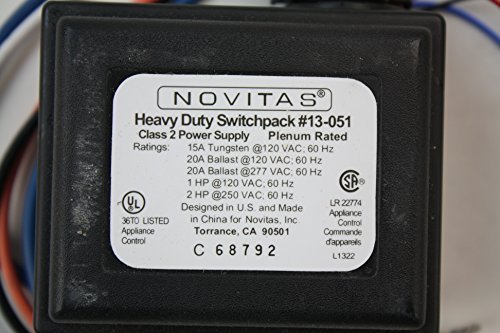 NOVITAS®
Heavy Duty Switchpack #13-051
Class 2 Power Supply Plenum Rated
Ratings: 15A Tungsten @120 VAC; 60 Hz
20A Ballast @120 VAC; 60 Hz
20A Ballast @277 VAC; 60 Hz
1 HP @120 VAC; 60 Hz
2 HP @250 VAC; 60 Hz
Designed in U.S. and Made
in China for Novitas, Inc.
Torrance, CA 90501
C 68792
UL
®
36T0 LISTED
Appliance
Control
SA
®
LR 22774
Appliance
Control
Commande
d'appareils
L1322